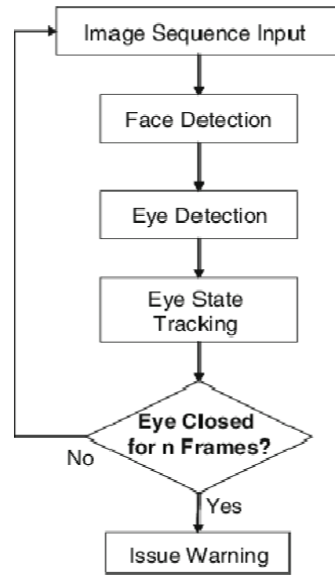 Image Sequence Input
Face Detection
Eye Detection
Eye State
Tracking
Eye Closed
for n Frames?
No
Yes
Issue Warning